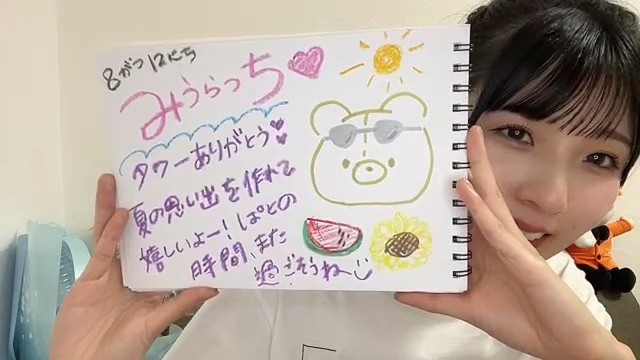 8がつ12にち
みうらっち
タワーありがとう
夏の思い出を作れて
嬉しいよー!ぱとの
時間、また
過ごそうね〜